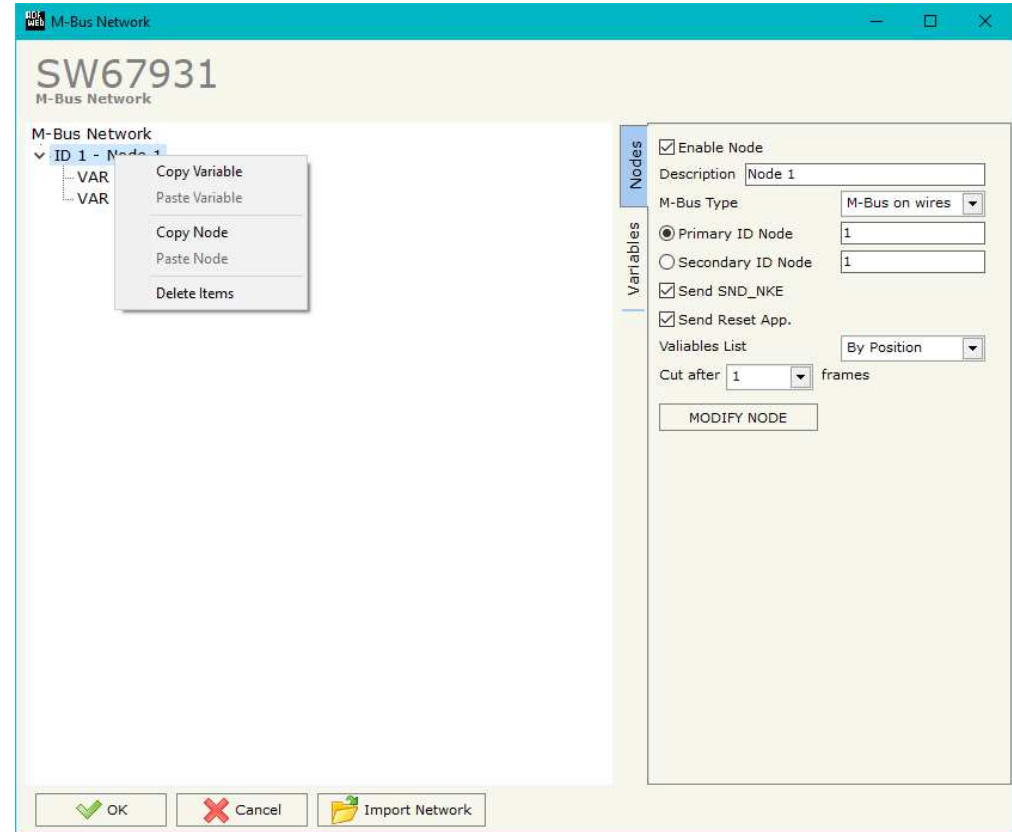 ADF
WEB
M-Bus Network
SW67931
M-Bus Network
M-Bus Network
ID 1 - Node 1
VAR
VAR
Copy Variable
Paste Variable
Copy Node
Paste Node
Delete Items
Nodes
Variables
Enable Node
Description Node 1
M-Bus Type M-Bus on wires
Primary ID Node 1
Secondary ID Node 1
Send SND_NKE
Send Reset App.
Valiables List By Position
Cut after 1 frames
MODIFY NODE
OK Cancel Import Network